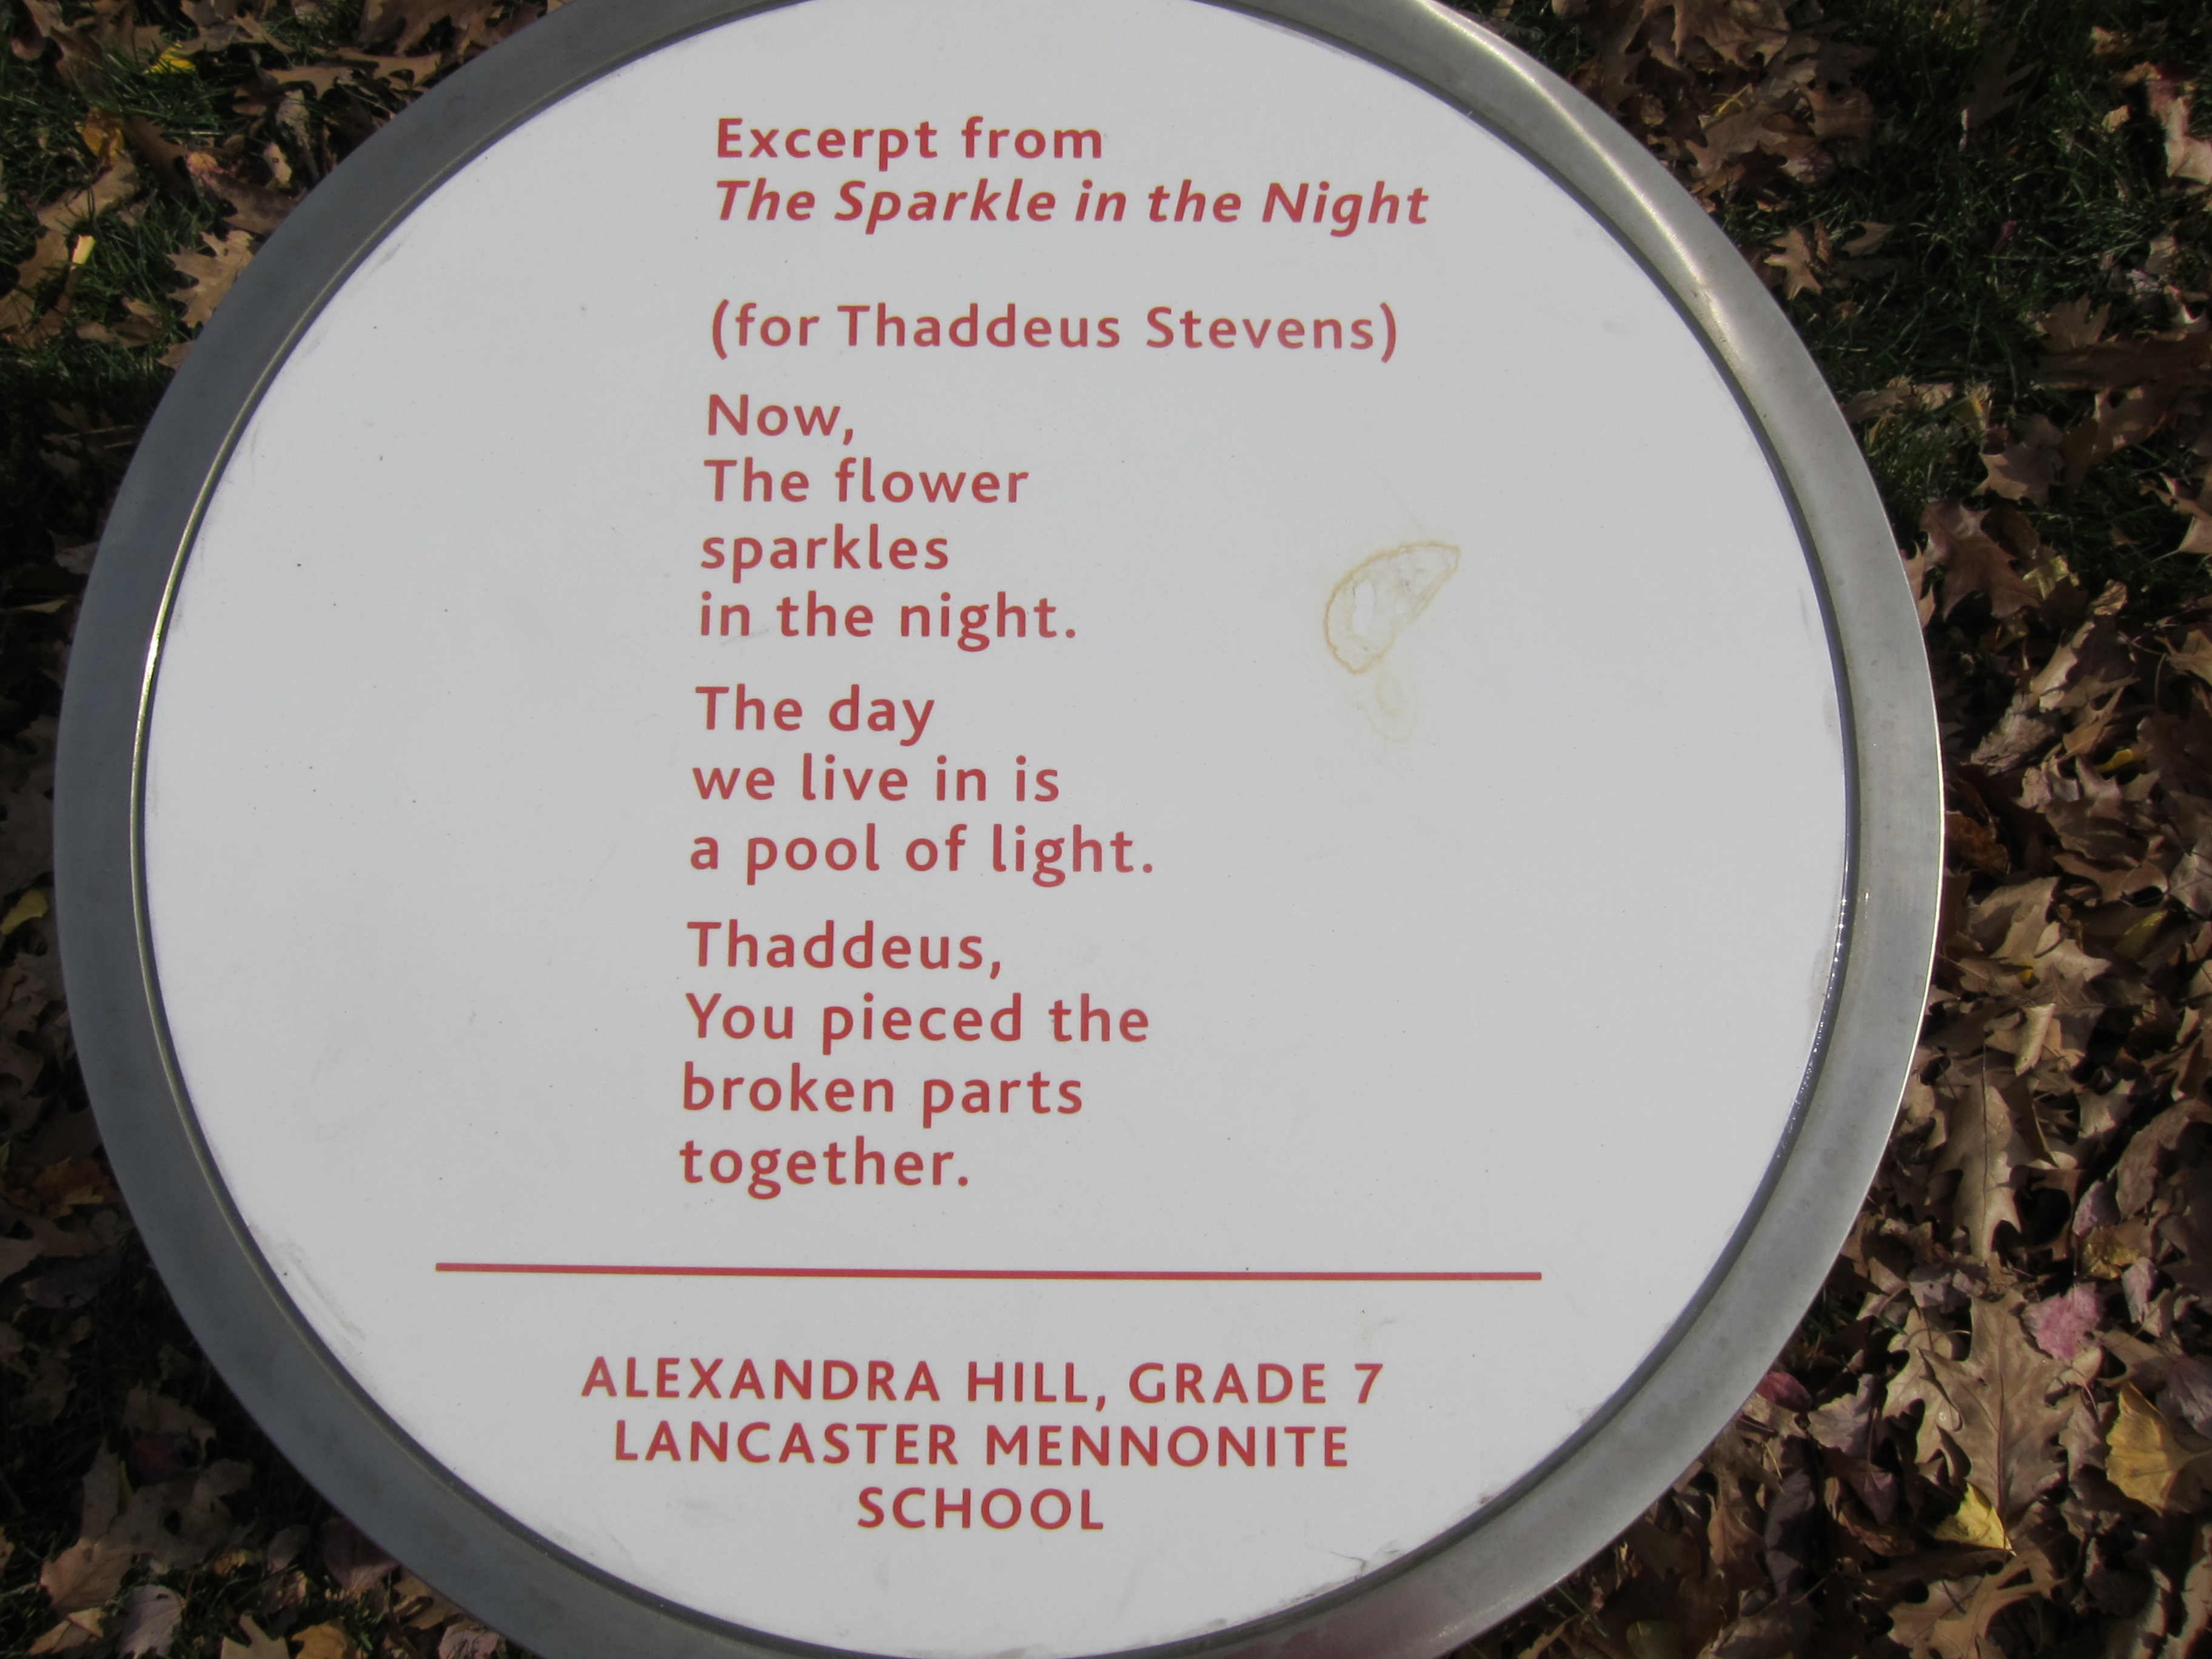 Excerpt from
The Sparkle in the Night
(for Thaddeus Stevens)
Now,
The flower
sparkles
in the night.
The day
we live in is
a pool of light.
Thaddeus,
You pieced the
broken parts
together.
ALEXANDRA HILL, GRADE 7
LANCASTER MENNONITE
SCHOOL